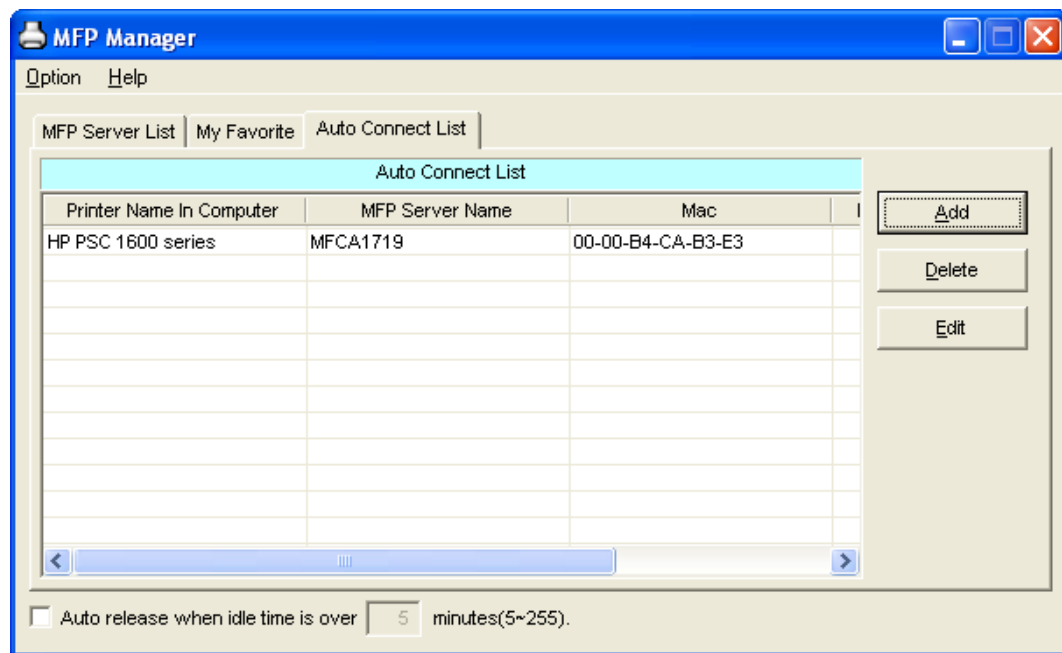 MFP Manager
Option Help
MFP Server List My Favorite Auto Connect List
Auto Connect List
Printer Name In Computer MFP Server Name Mac
HP PSC 1600 series MFCA1719 00-00-B4-CA-B3-E3
Add
Delete
Edit
Auto release when idle time is over 5 minutes(5~255).